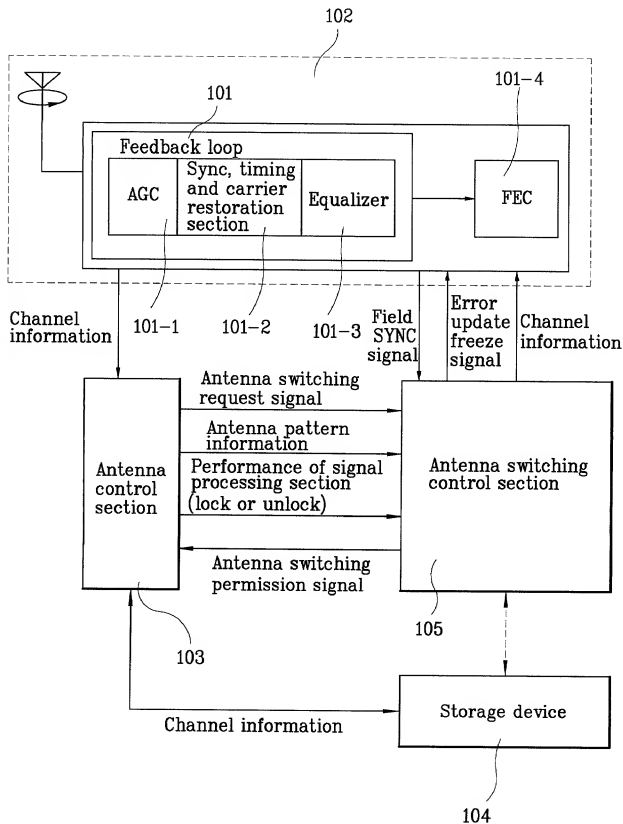 102
101
101-4
Feedback loop
AGC
Sync, timing
and carrier
restoration
section
Equalizer
FEC
101-1
101-2
101-3
Channel
information
Field
SYNC
signal
Error
update
freeze
signal
Channel
information
Antenna switching
request signal
Antenna pattern
information
Performance of signal
processing section
(lock or unlock)
Antenna switching
permission signal
Antenna
control
section
Antenna switching
control section
103
105
Channel information
Storage device
104